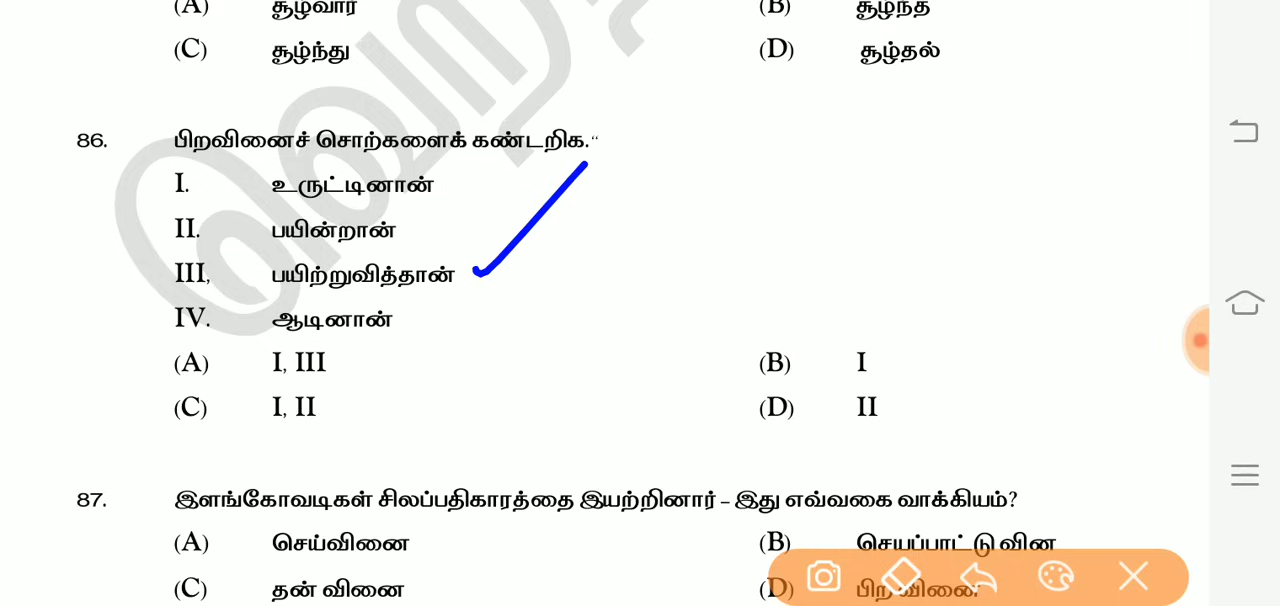 (A) சூழ்வார் (B) சூழ்ந்த
(C) சூழ்ந்து (D) சூழ்தல்
86. பிறவினைச் சொற்களைக் கண்டறிக.“
I. உருட்டினான்
II. பயின்றான்
III, பயிற்றுவித்தான்
IV. ஆடினான்
(A) I, III (B) I
(C) I, II (D) II
87. இளங்கோவடிகள் சிலப்பதிகாரத்தை இயற்றினார் – இது எவ்வகை வாக்கியம்?
(A) செய்வினை (B) செயப்பாட்டு வின
(C) தன் வினை (D) பிற வினை